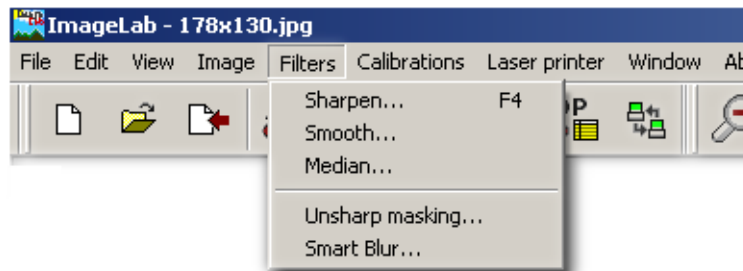 ImageLab - 178x130.jpg
File Edit View Image Filters Calibrations Laser printer Window
Sharpen... F4
Smooth...
Median...
Unsharp masking...
Smart Blur...